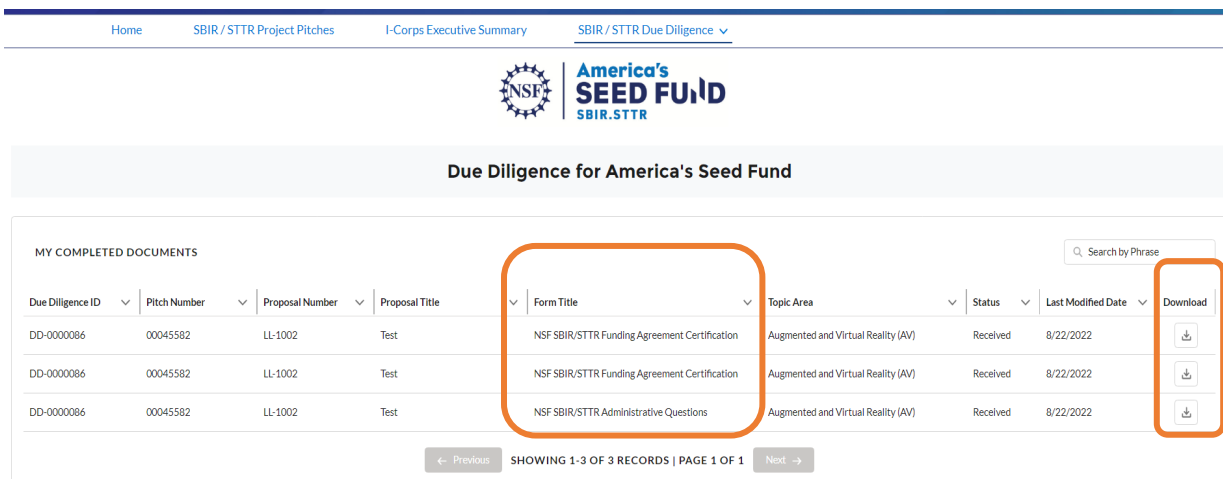 Home SBIR / STTR Project Pitches I-Corps Executive Summary SBIR / STTR Due Diligence
NSF
America's
SEED FUND
SBIR.STTR
Due Diligence for America's Seed Fund
MY COMPLETED DOCUMENTS
Search by Phrase
Due Diligence ID Pitch Number Proposal Number Proposal Title Form Title Topic Area Status Last Modified Date Download
DD-0000086 00045582 LL-1002 Test NSF SBIR/STTR Funding Agreement Certification Augmented and Virtual Reality (AV) Received 8/22/2022
DD-0000086 00045582 LL-1002 Test NSF SBIR/STTR Funding Agreement Certification Augmented and Virtual Reality (AV) Received 8/22/2022
DD-0000086 00045582 LL-1002 Test NSF SBIR/STTR Administrative Questions Augmented and Virtual Reality (AV) Received 8/22/2022
← Previous SHOWING 1-3 OF 3 RECORDS | PAGE 1 OF 1 Next →